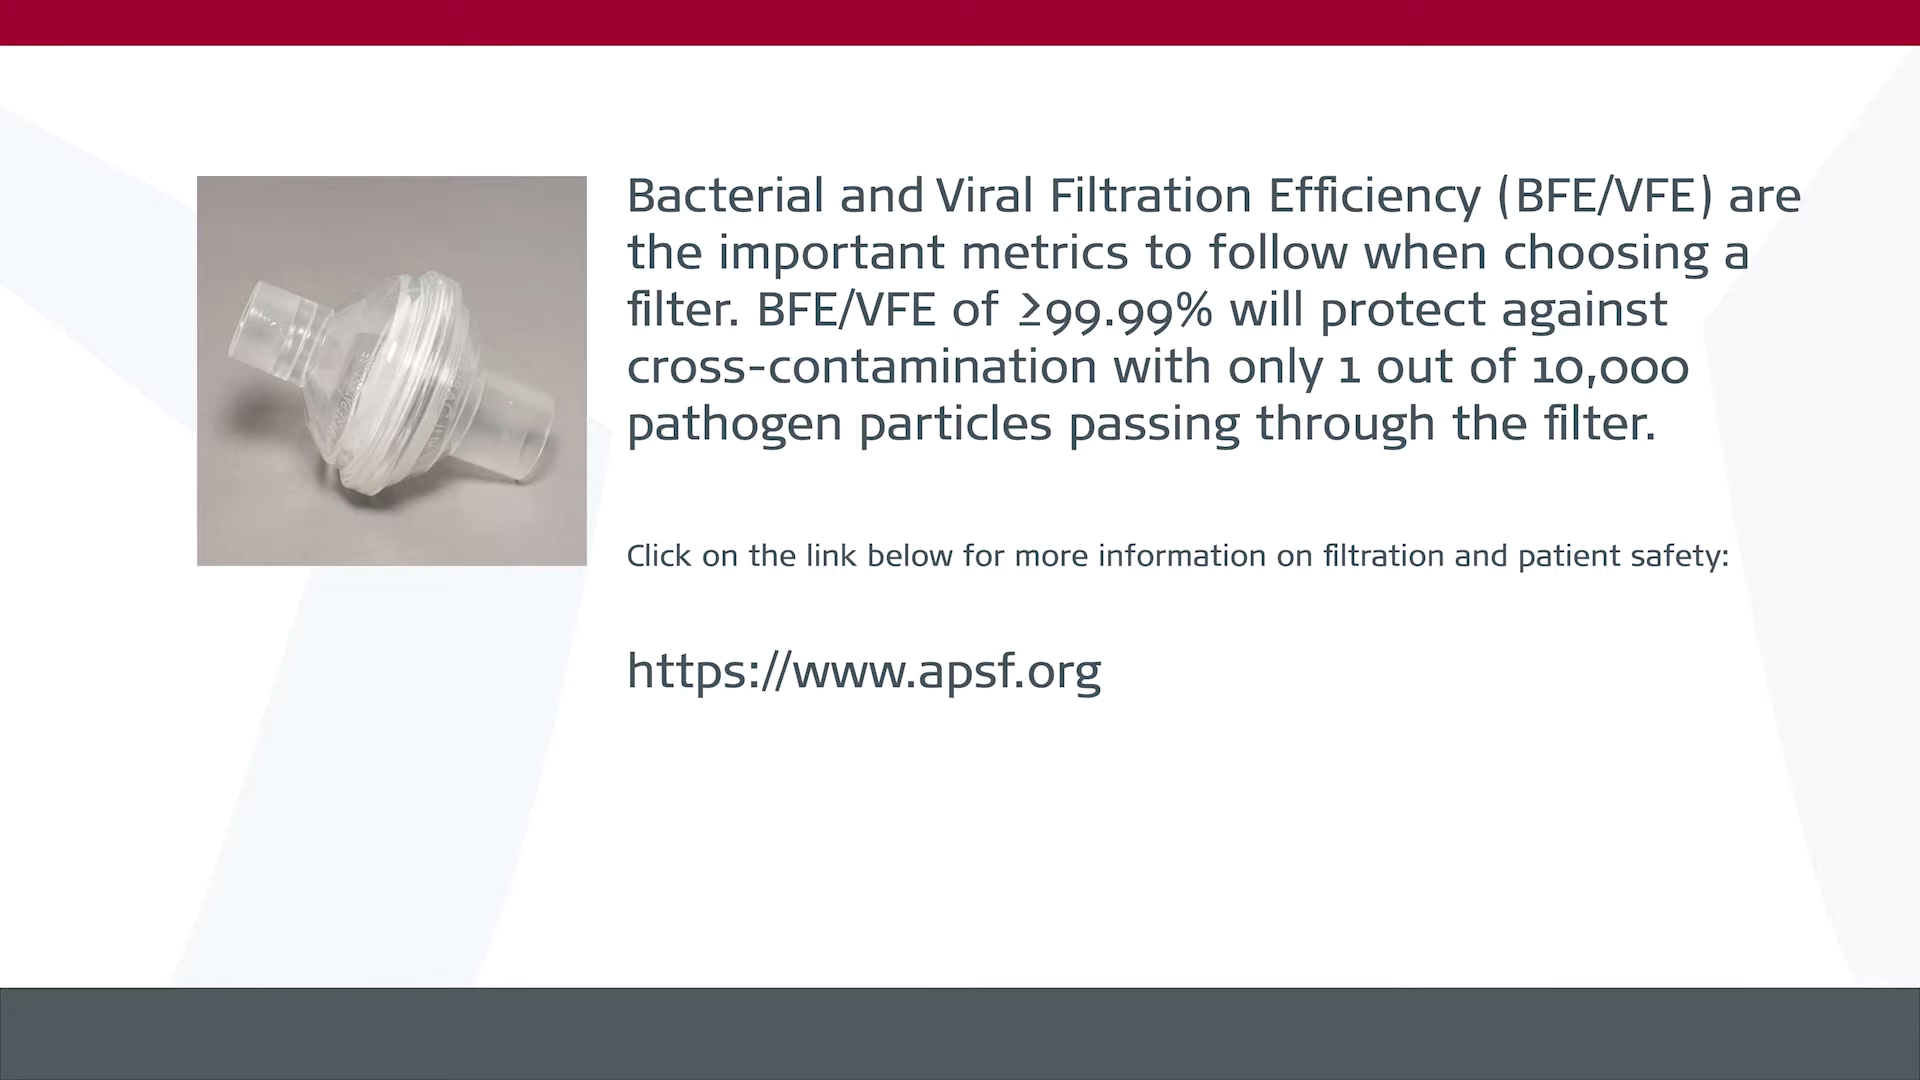 Bacterial and Viral Filtration Efficiency (BFE/VFE) are
the important metrics to follow when choosing a
filter. BFE/VFE of ≥99.99% will protect against
cross-contamination with only 1 out of 10,000
pathogen particles passing through the filter.
Click on the link below for more information on filtration and patient safety:
https://www.apsf.org